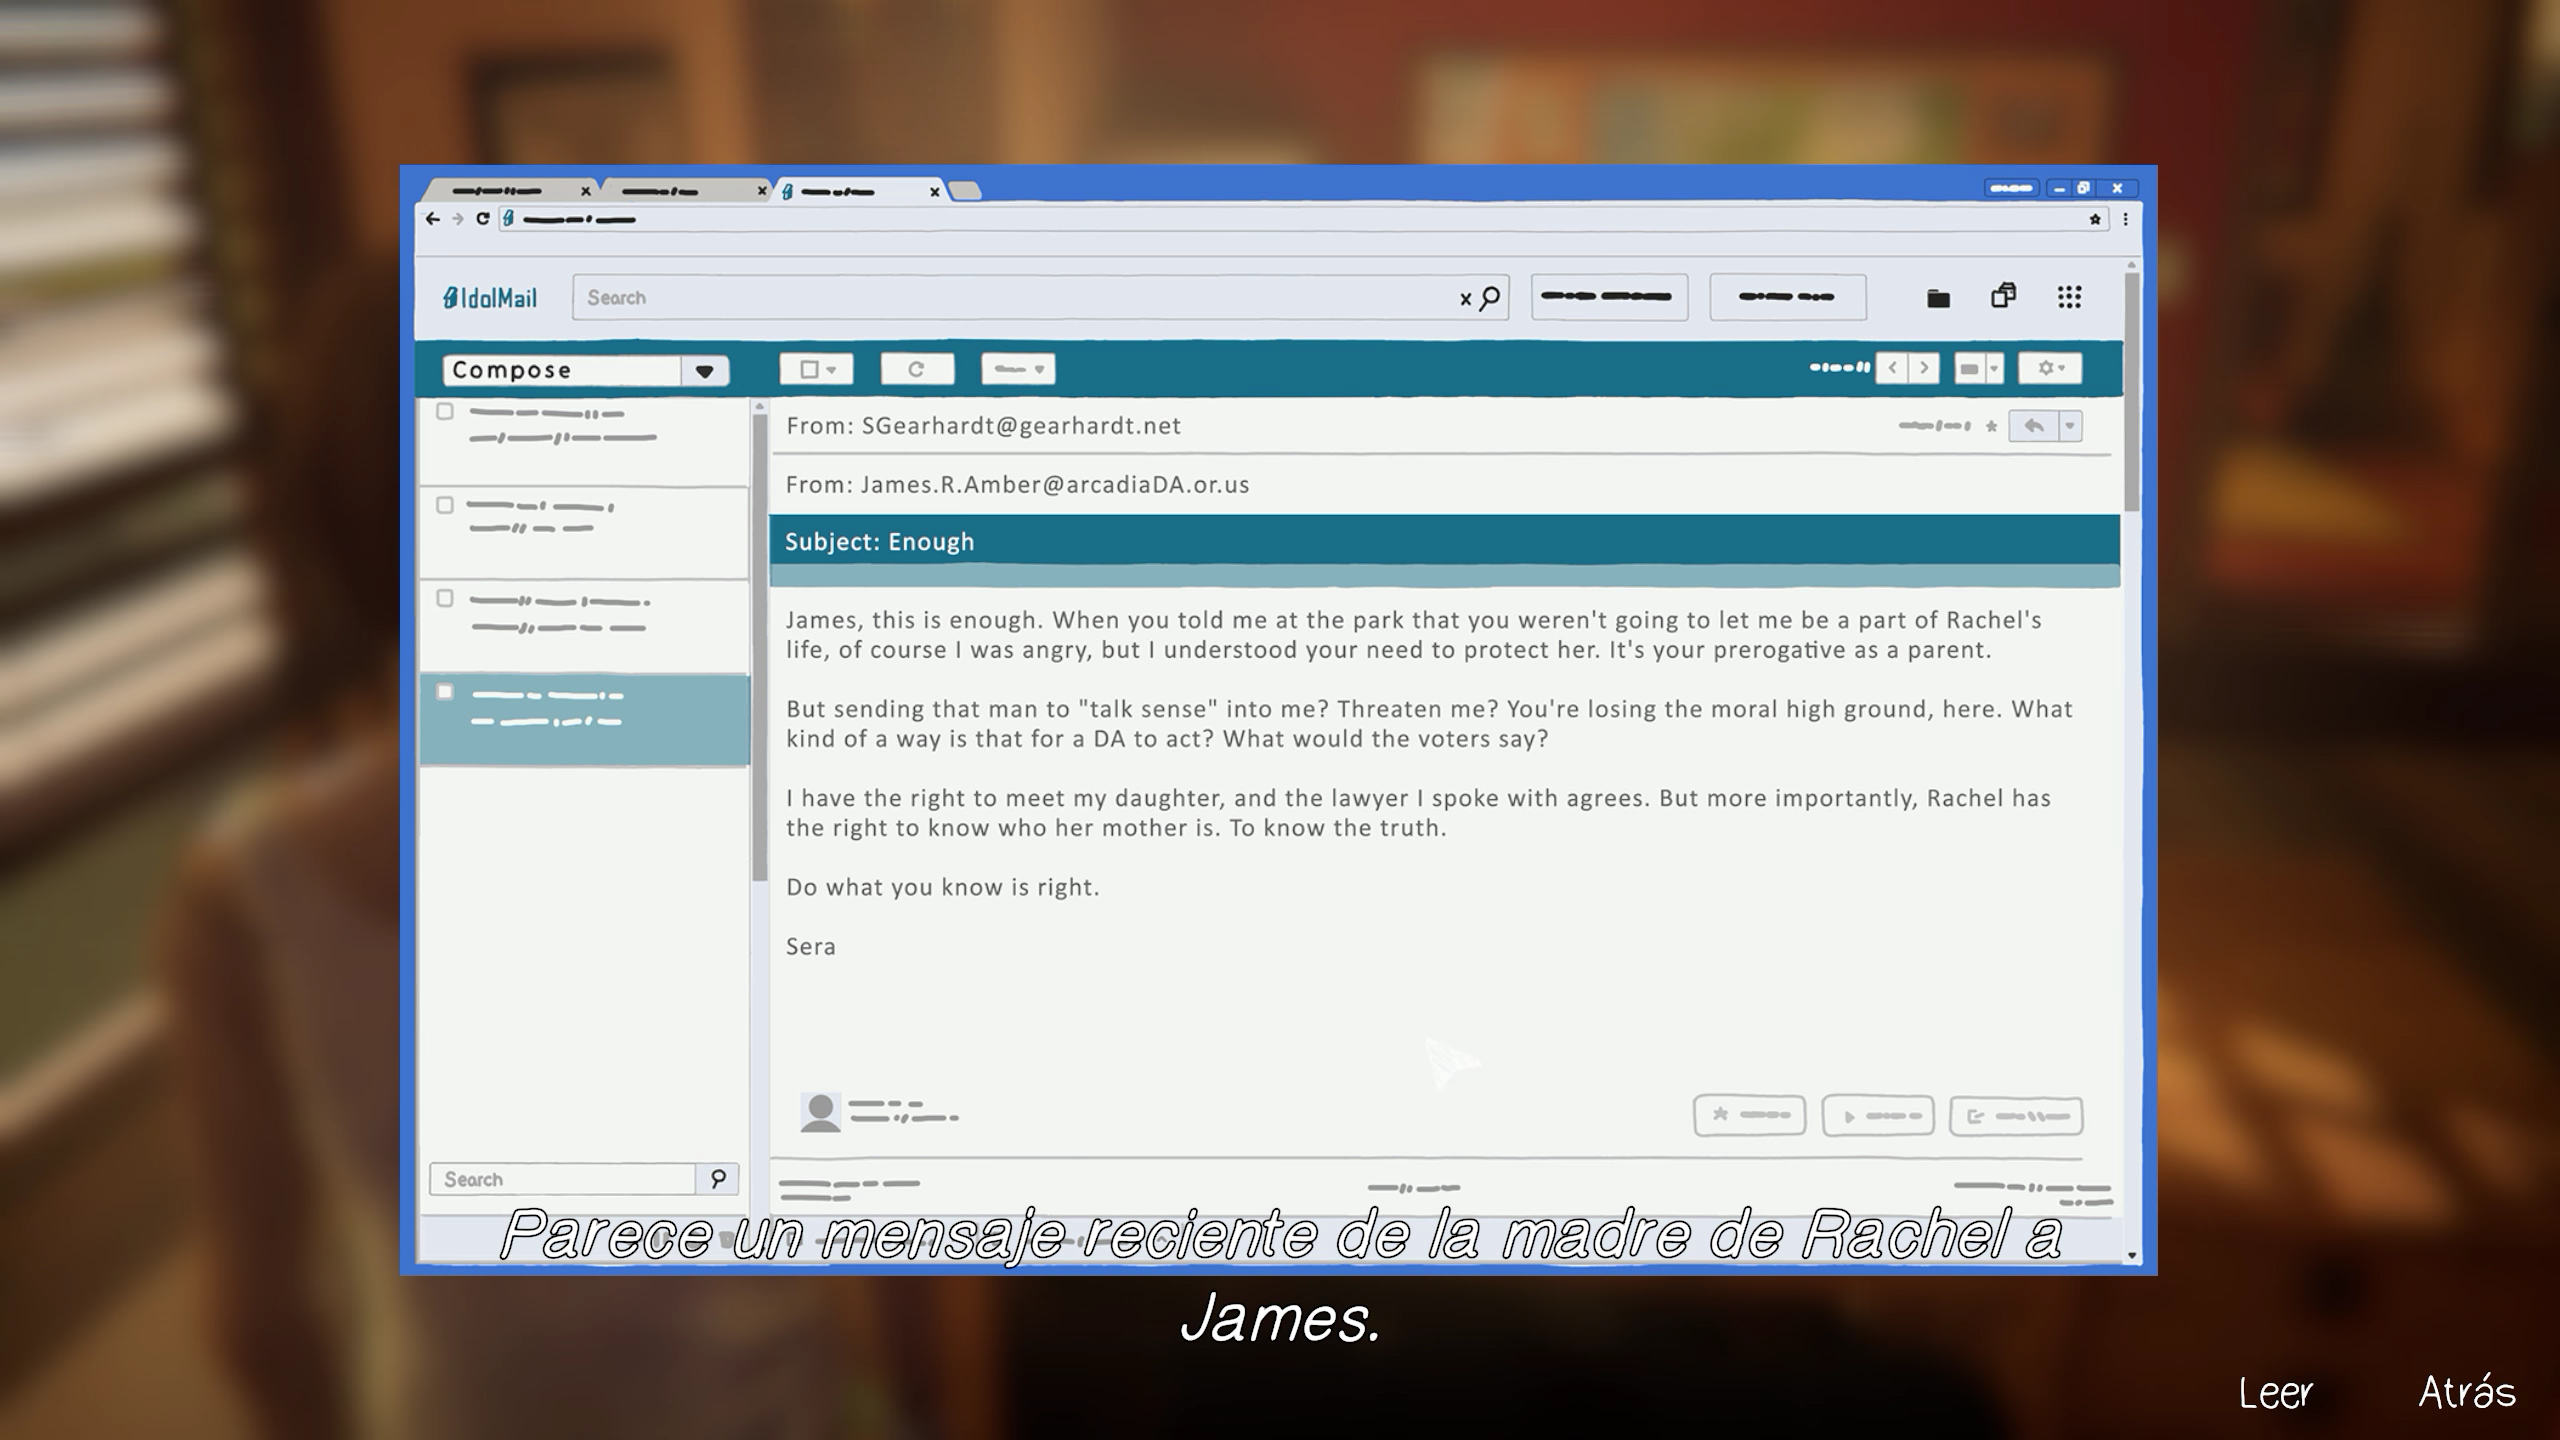 IdolMail
Search
Compose
From: SGearhardt@gearhardt.net
From: James.R.Amber@arcadiaDA.or.us
Subject: Enough
James, this is enough. When you told me at the park that you weren't going to let me be a part of Rachel's
life, of course I was angry, but I understood your need to protect her. It's your prerogative as a parent.
But sending that man to "talk sense" into me? Threaten me? You're losing the moral high ground, here. What
kind of a way is that for a DA to act? What would the voters say?
I have the right to meet my daughter, and the lawyer I spoke with agrees. But more importantly, Rachel has
the right to know who her mother is. To know the truth.
Do what you know is right.
Sera
Search
Parece un mensaje reciente de la madre de Rachel a
James.
Leer
Atrás